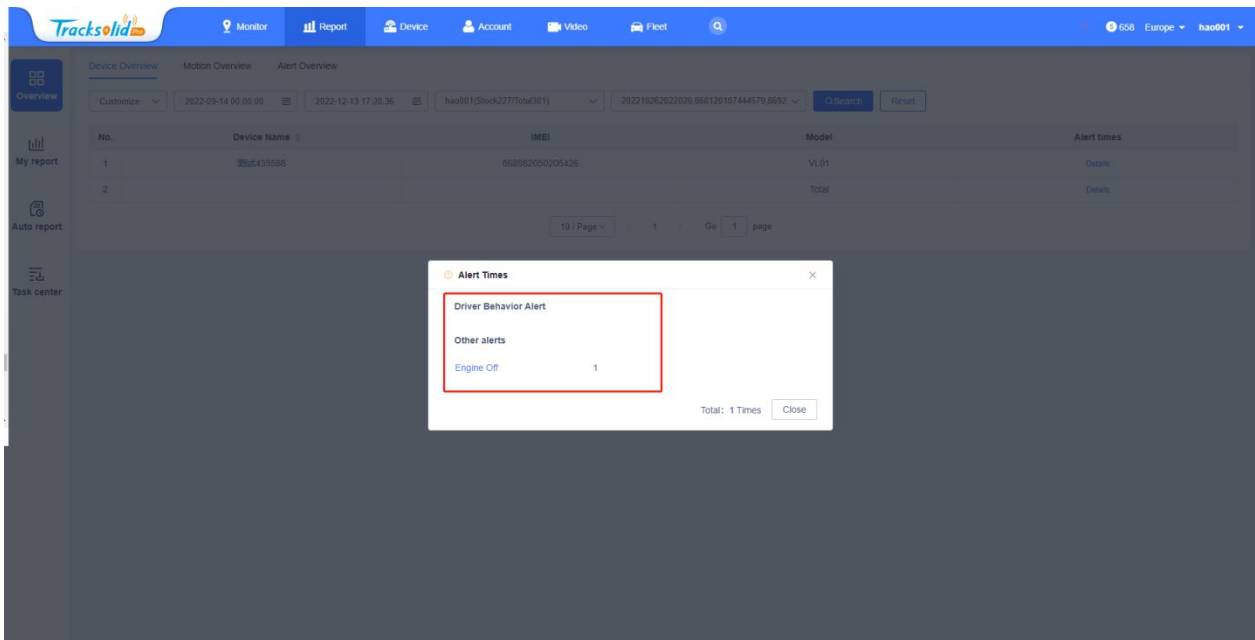 Tracksolid Pro
Monitor Report Device Account Video Fleet
658 Europe hao001
Overview
My report
Auto report
Task center
Device Overview Motion Overview Alert Overview
Customize 2022-09-14 00:00:00 2022-12-13 17:28:36 hao001(Stock227/Total301) Search Reset
No. Device Name IMEI Model Alert times
1 868982050205426 VL01 Details
2 Total Details
10 / Page 1 Go 1 page
Alert Times
Driver Behavior Alert
Other alerts
Engine Off 1
Total: 1 Times Close